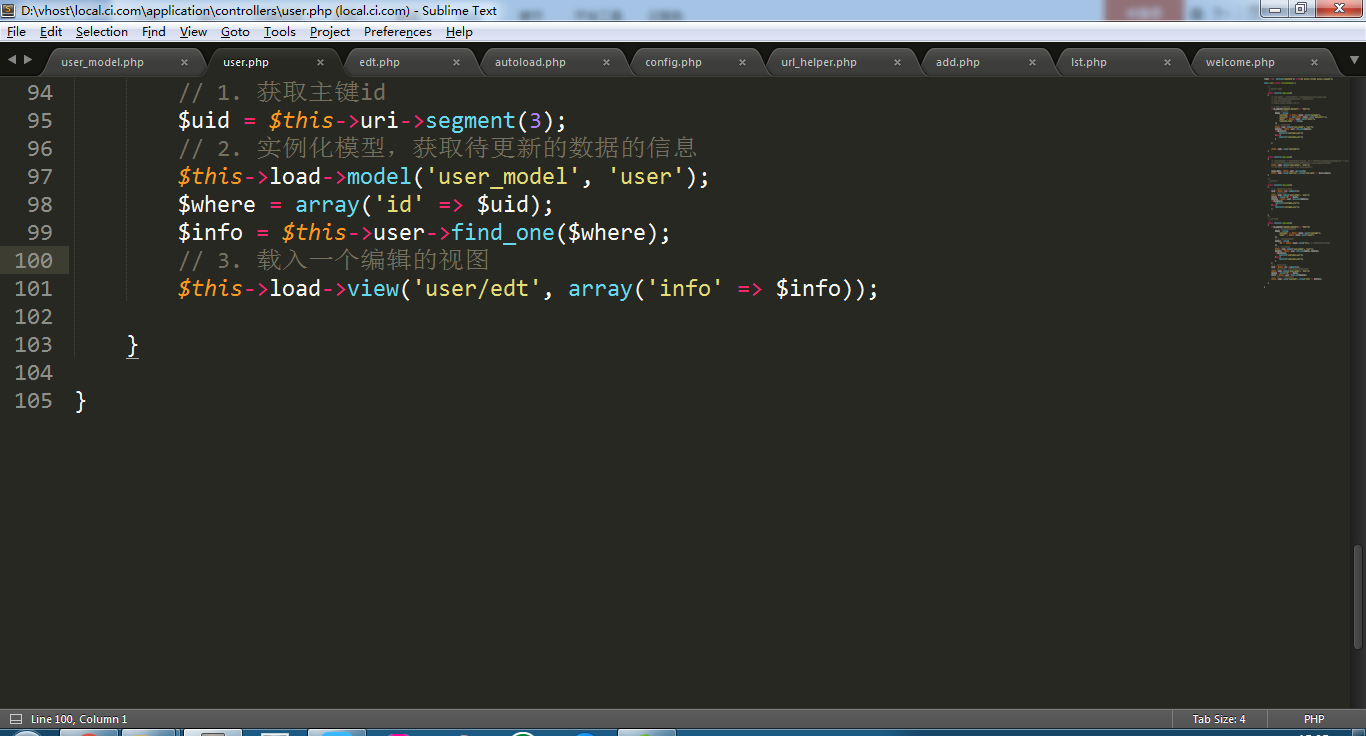 D:\vhost\local.ci.com\application\controllers\user.php (local.ci.com) - Sublime Text
File Edit Selection Find View Goto Tools Project Preferences Help
user_model.php × user.php × edt.php × autoload.php × config.php × url_helper.php × add.php × lst.php × welcome.php ×
94 // 1. 获取主键id
95 $uid = $this->uri->segment(3);
96 // 2. 实例化模型，获取待更新的数据的信息
97 $this->load->model('user_model', 'user');
98 $where = array('id' => $uid);
99 $info = $this->user->find_one($where);
100 // 3. 载入一个编辑的视图
101 $this->load->view('user/edt', array('info' => $info));
102
103 }
104
105 }
Line 100, Column 1 Tab Size: 4 PHP